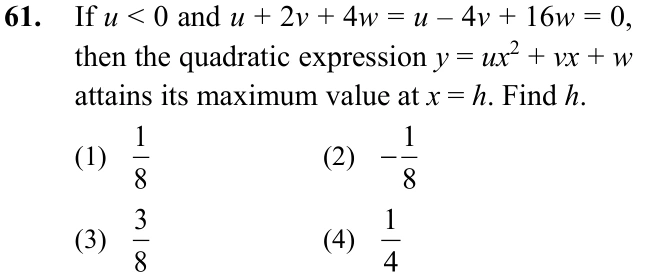 61. If u < 0 and u + 2v + 4w = u – 4v + 16w = 0,
then the quadratic expression y = ux² + vx + w
attains its maximum value at x = h. Find h.
(1) 1/8 (2) –1/8
(3) 3/8 (4) 1/4